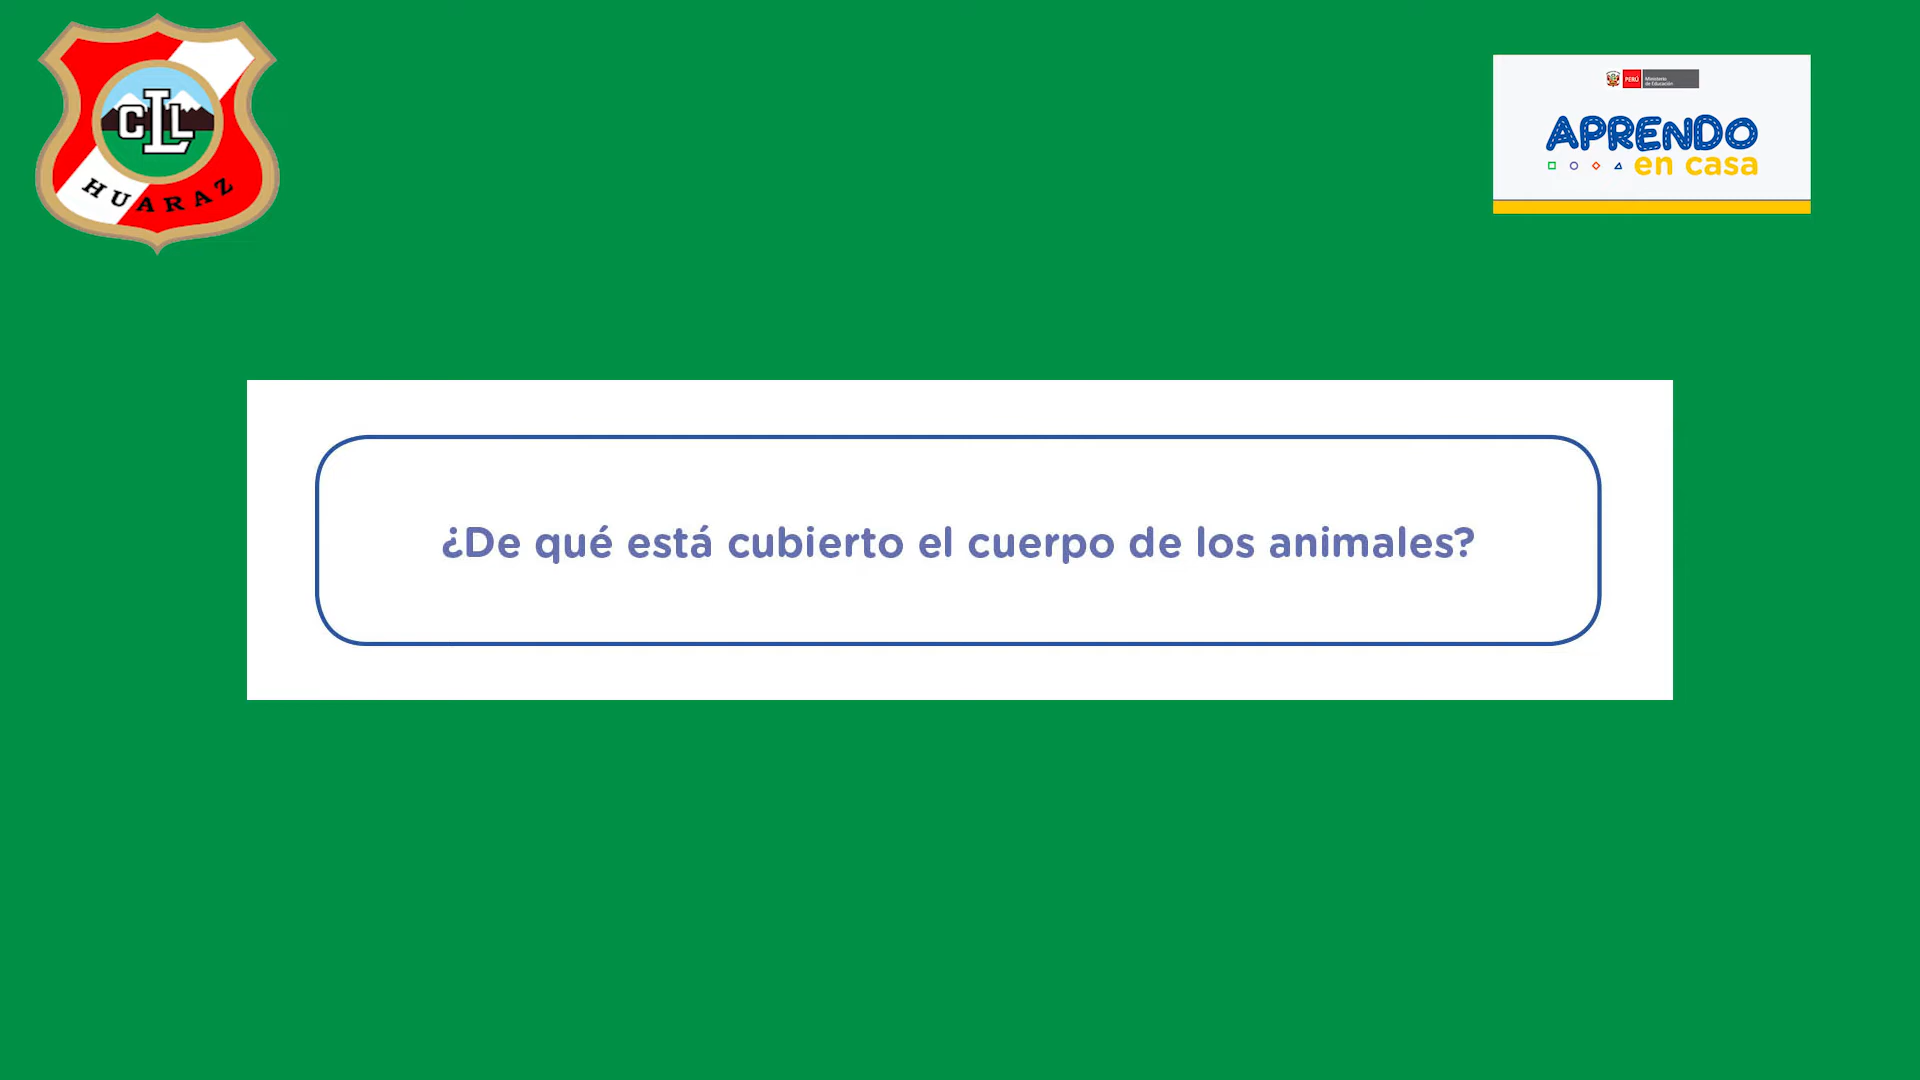 CLL
HUARAZ
PERÚ
Ministerio
de Educación
APRENDO
en casa
¿De qué está cubierto el cuerpo de los animales?